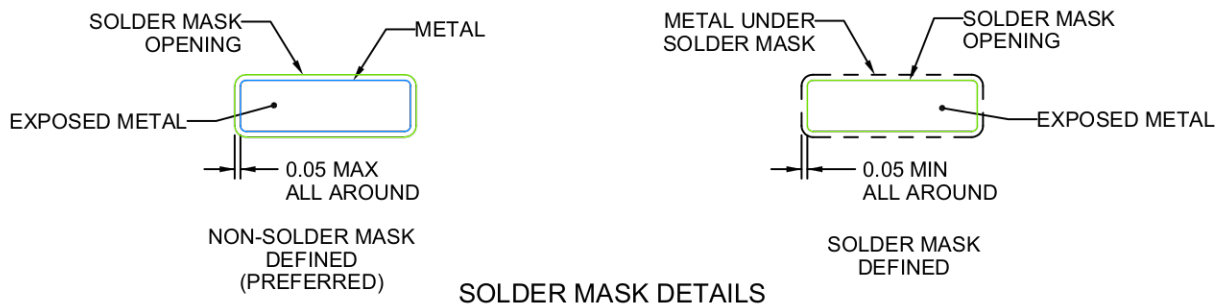 SOLDER MASK
OPENING
METAL
EXPOSED METAL
0.05 MAX
ALL AROUND
NON-SOLDER MASK
DEFINED
(PREFERRED)
METAL UNDER
SOLDER MASK
SOLDER MASK
OPENING
EXPOSED METAL
0.05 MIN
ALL AROUND
SOLDER MASK
DEFINED
SOLDER MASK DETAILS